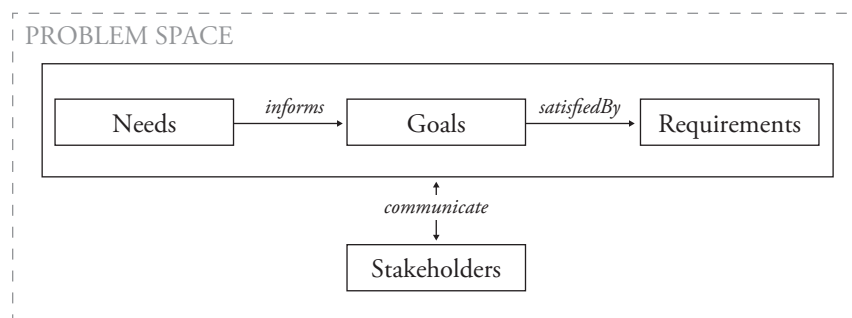 PROBLEM SPACE
Needs
informs
Goals
satisfiedBy
Requirements
communicate
Stakeholders